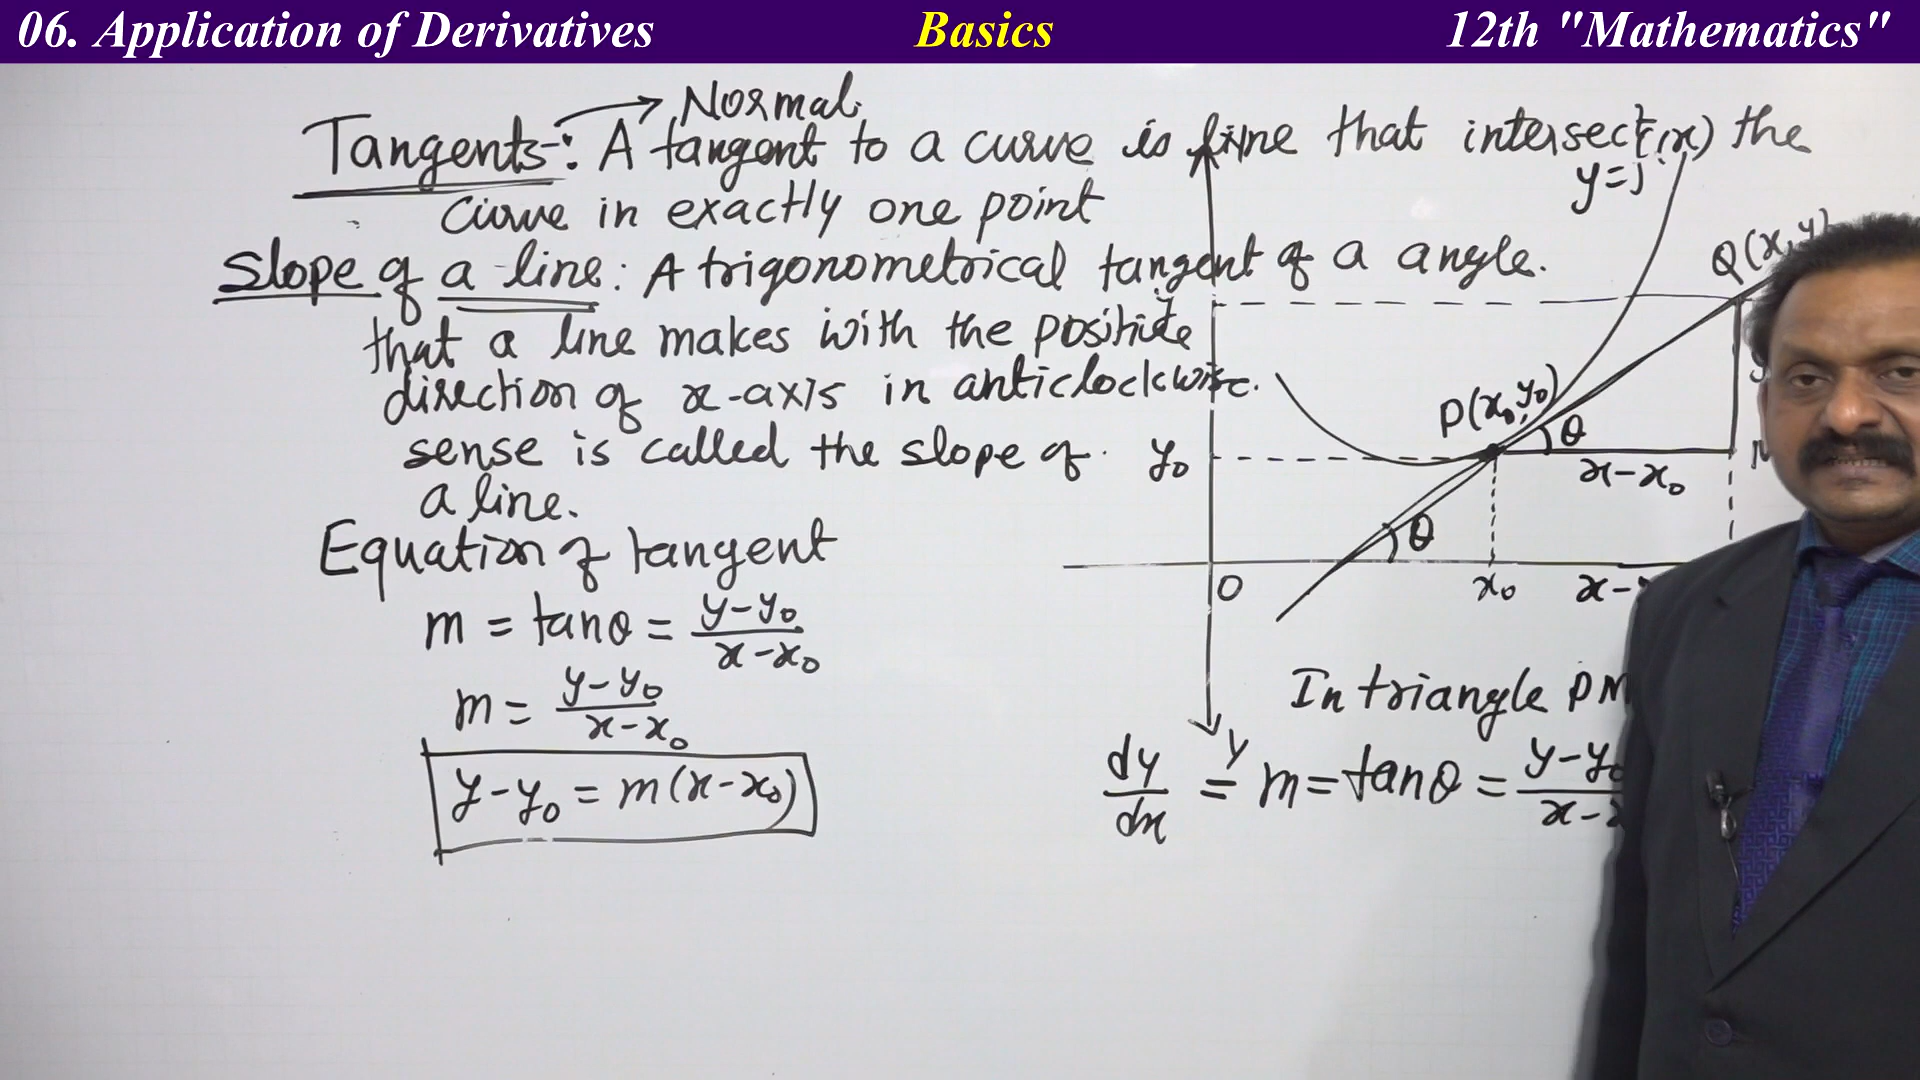 06. Application of Derivatives Basics 12th "Mathematics"
Normal
Tangents: A tangent to a curve is line that intersect the
curve in exactly one point
Slope of a line: A trigonometrical tangent of a angle.
that a line makes with the positive
direction of x-axis in anticlockwise.
sense is called the slope of
a line.
Equation of tangent
m = tanθ = y-y₀ / x-x₀
m = y-y₀ / x-x₀
y-y₀ = m(x-x₀)
Q(x,y)
y
P(x₀,y₀)
θ
y₀
x-x₀
θ
O
x₀
x-
In triangle PM
y
dy/dx = m = tanθ = y-y₀ / x-